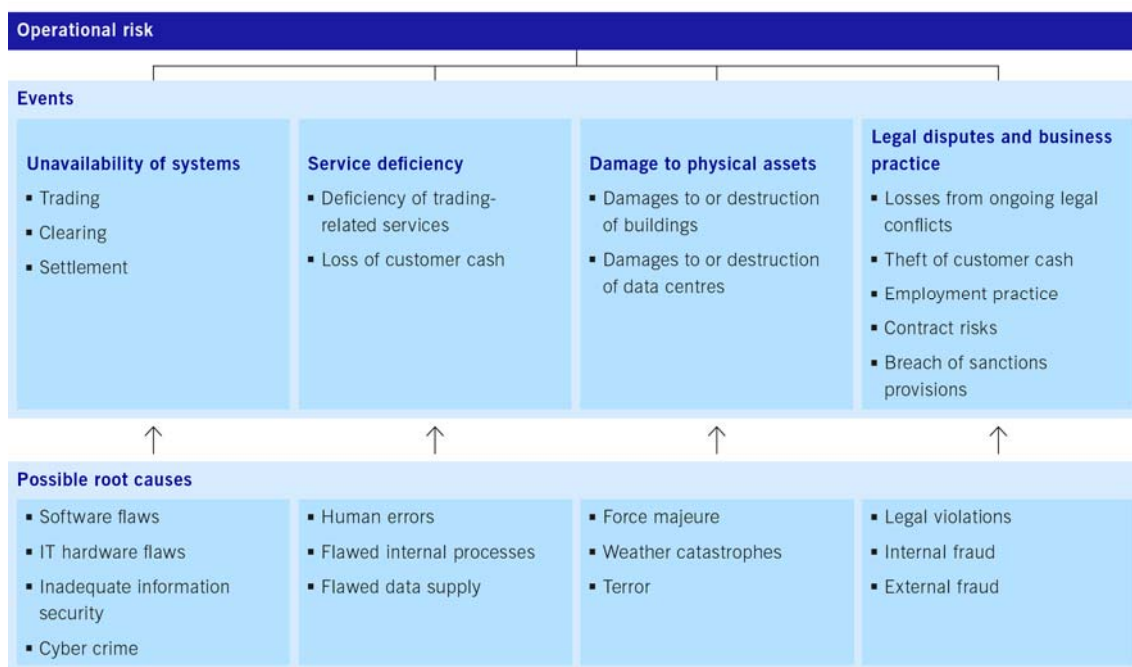 Operational risk
Events
Unavailability of systems
▪ Trading
▪ Clearing
▪ Settlement
Service deficiency
▪ Deficiency of trading-
related services
▪ Loss of customer cash
Damage to physical assets
▪ Damages to or destruction
of buildings
▪ Damages to or destruction
of data centres
Legal disputes and business
practice
▪ Losses from ongoing legal
conflicts
▪ Theft of customer cash
▪ Employment practice
▪ Contract risks
▪ Breach of sanctions
provisions
Possible root causes
▪ Software flaws
▪ IT hardware flaws
▪ Inadequate information
security
▪ Cyber crime
▪ Human errors
▪ Flawed internal processes
▪ Flawed data supply
▪ Force majeure
▪ Weather catastrophes
▪ Terror
▪ Legal violations
▪ Internal fraud
▪ External fraud